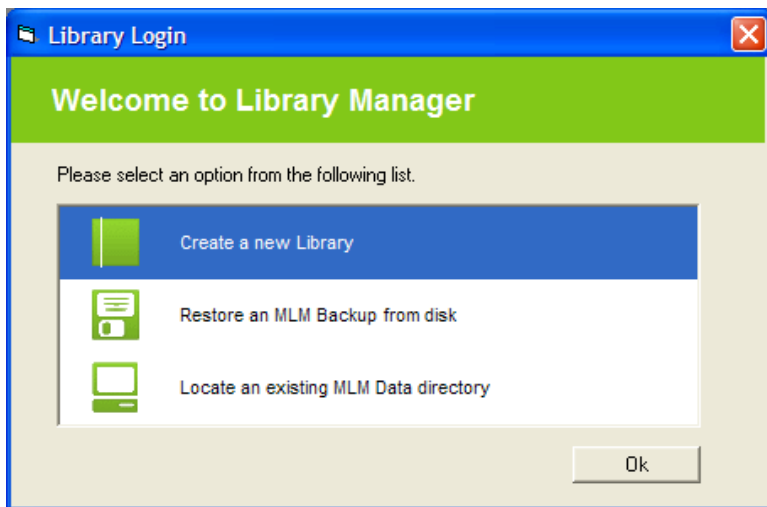 Library Login
Welcome to Library Manager
Please select an option from the following list.
Create a new Library
Restore an MLM Backup from disk
Locate an existing MLM Data directory
Ok